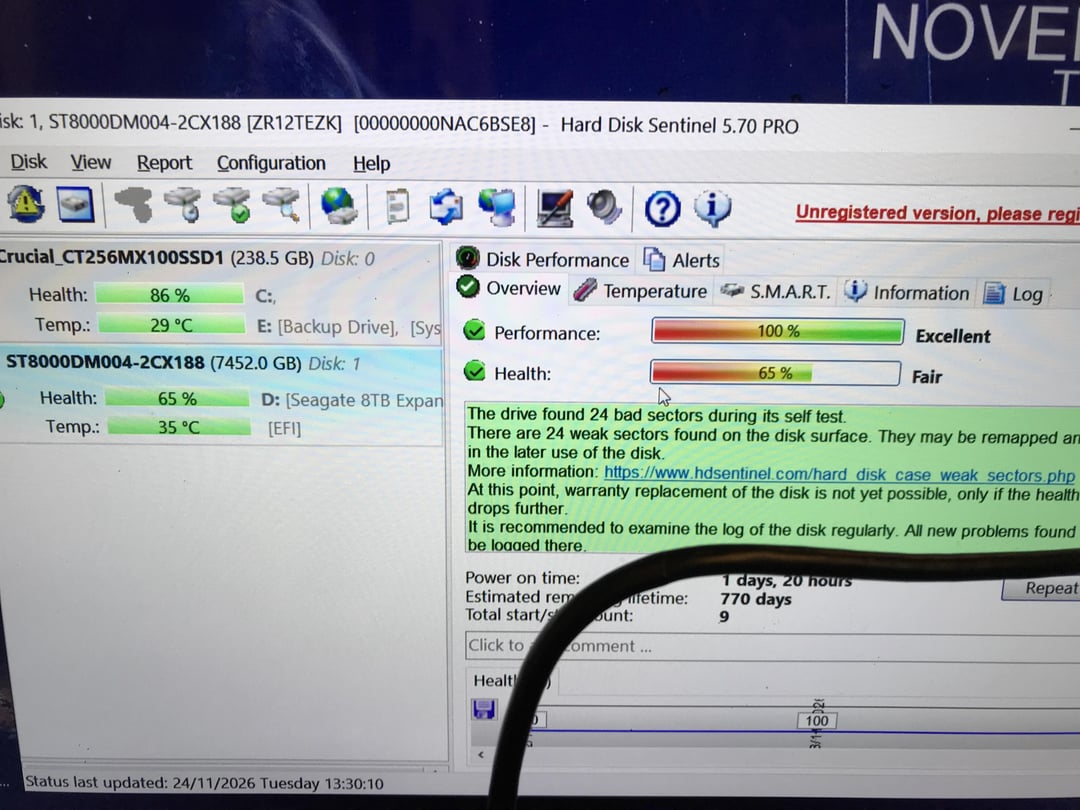 NOVE
isk: 1, ST8000DM004-2CX188 [ZR12TEZK] [00000000NAC6BSE8] - Hard Disk Sentinel 5.70 PRO
Disk View Report Configuration Help
Unregistered version, please regi
Crucial_CT256MX100SSD1 (238.5 GB) Disk: 0
Health: 86 % C:,
Temp.: 29 °C E: [Backup Drive], [Sys
ST8000DM004-2CX188 (7452.0 GB) Disk: 1
Health: 65 % D: [Seagate 8TB Expan
Temp.: 35 °C [EFI]
Disk Performance Alerts
Overview Temperature S.M.A.R.T. Information Log
Performance: 100 % Excellent
Health: 65 % Fair
The drive found 24 bad sectors during its self test.
There are 24 weak sectors found on the disk surface. They may be remapped an
in the later use of the disk.
More information: https://www.hdsentinel.com/hard_disk_case_weak_sectors.php
At this point, warranty replacement of the disk is not yet possible, only if the health
drops further.
It is recommended to examine the log of the disk regularly. All new problems found
be logged there.
Power on time: 1 days, 20 hours
Estimated rem lifetime: 770 days
Total start/s ount: 9
Repeat
Click to comment ...
Healt
100
Status last updated: 24/11/2026 Tuesday 13:30:10